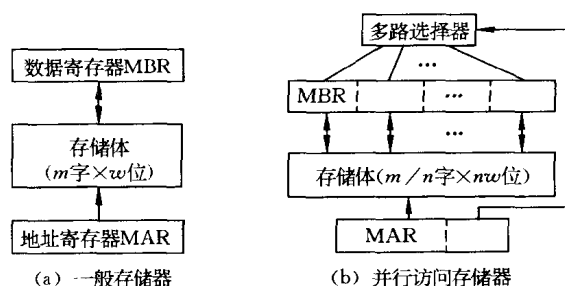 数据寄存器MBR
存储体
(m字×w位)
地址寄存器MAR
(a) 一般存储器
多路选择器
...
MBR
...
...
存储体(m/n字×nw位)
MAR
(b) 并行访问存储器